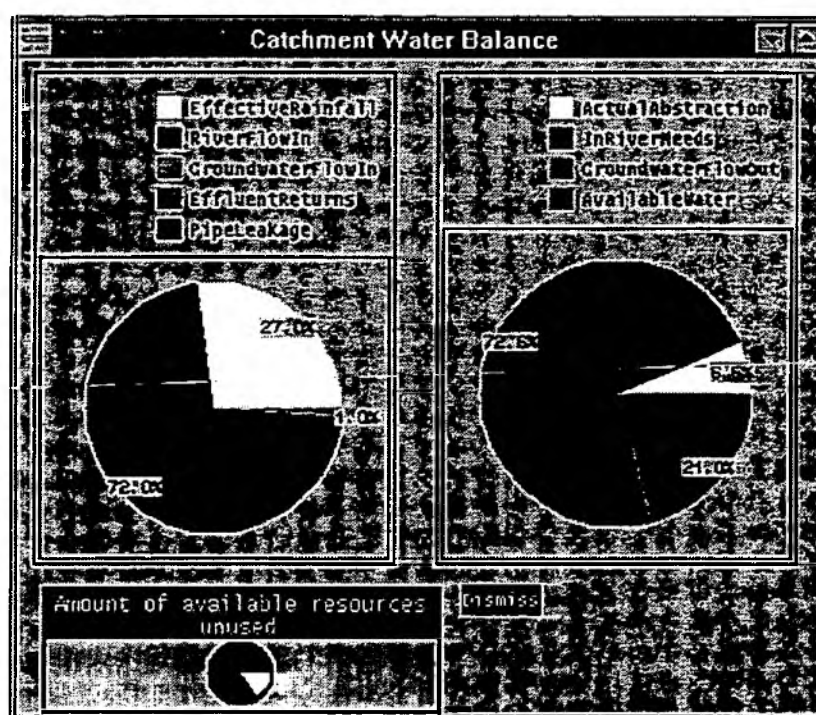 Catchment Water Balance
EffectiveRainfall
RiverFlowIn
GroundwaterFlowIn
EffluentReturns
PipeLeakage
27.0%
1.0%
72.0%
ActualAbstraction
InRiverNeeds
GroundwaterFlowOut
AvailableWater
72.6%
6.6%
21.0%
Amount of available resources
unused
Dismiss